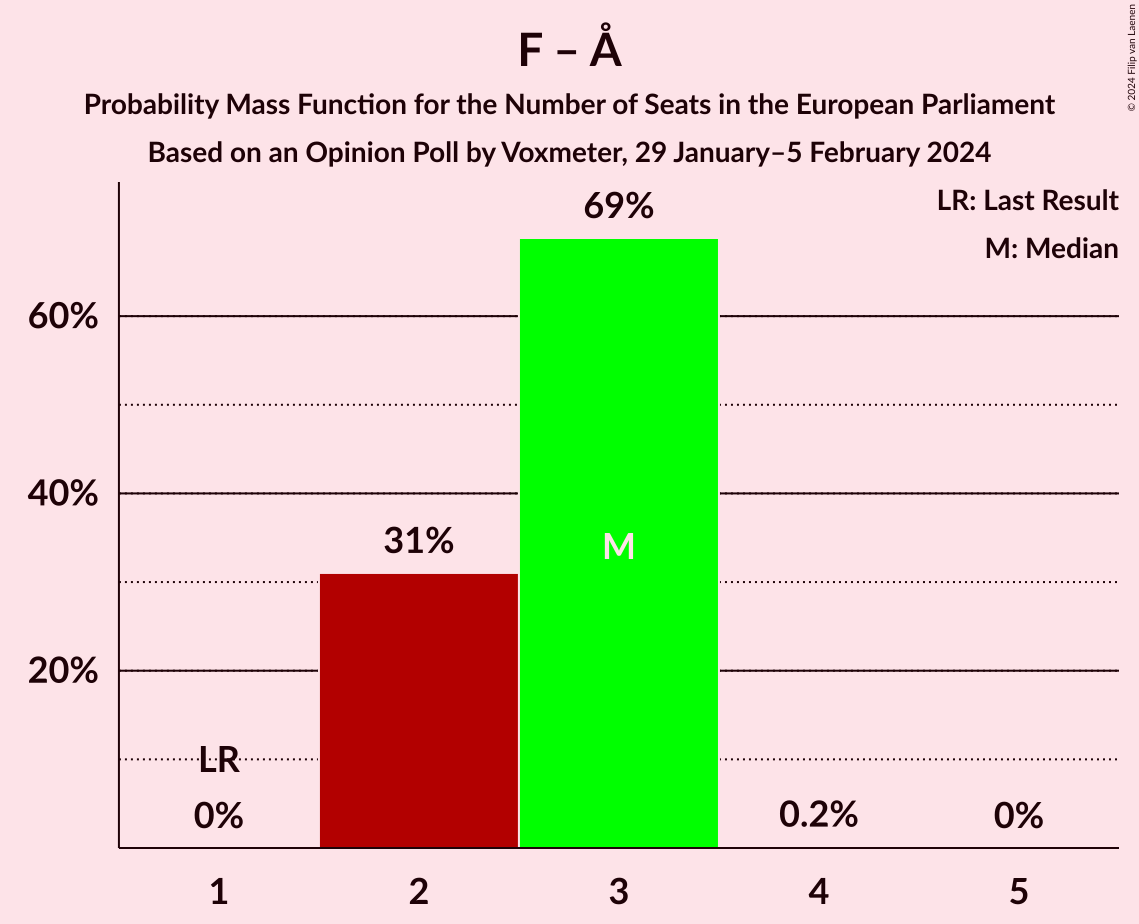 F – Å
Probability Mass Function for the Number of Seats in the European Parliament
Based on an Opinion Poll by Voxmeter, 29 January–5 February 2024
© 2024 Filip van Laenen
LR: Last Result
M: Median
69%
60%
40%
31%
M
20%
LR
0%
0.2%
0%
1 2 3 4 5